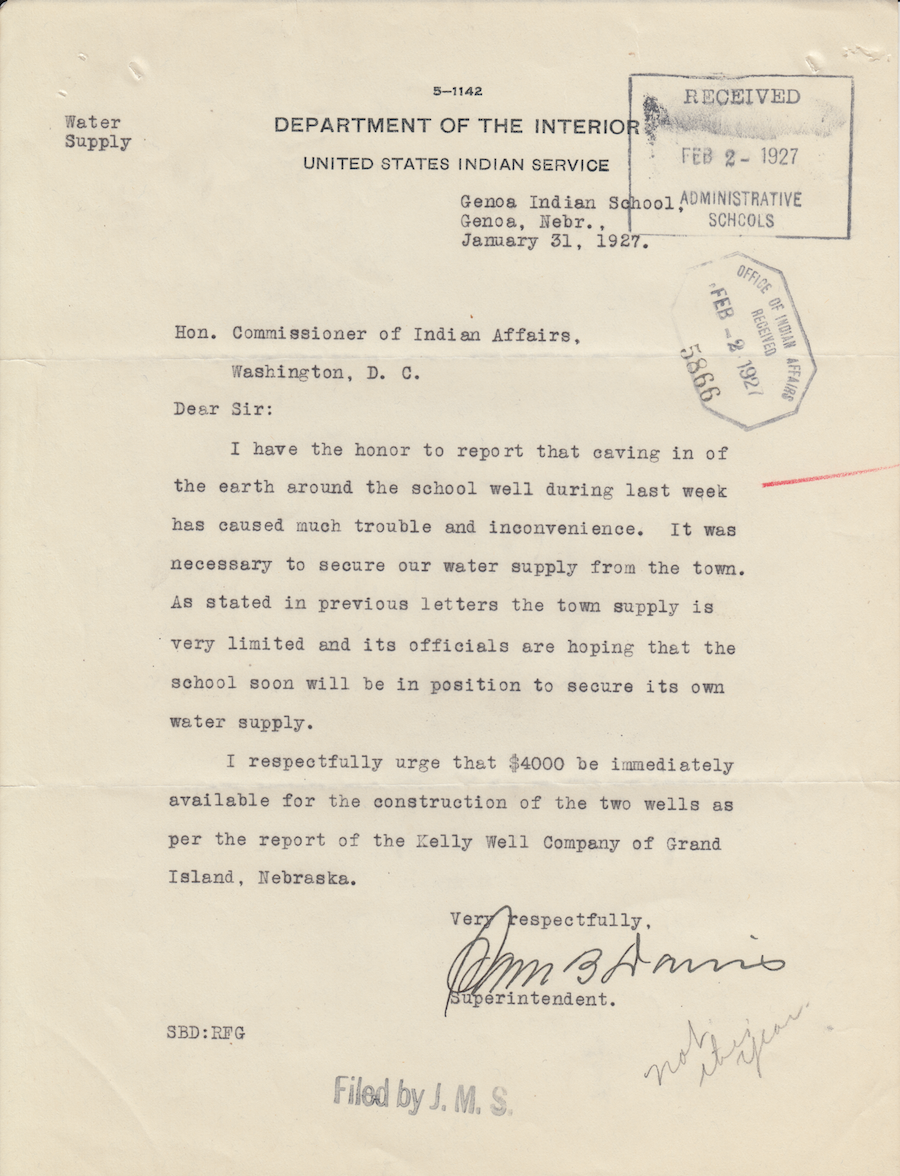 5—1142
Water
Supply
DEPARTMENT OF THE INTERIOR
UNITED STATES INDIAN SERVICE
RECEIVED
FEB 2 - 1927
ADMINISTRATIVE
SCHOOLS
Genoa Indian School,
Genoa, Nebr.,
January 31, 1927.
OFFICE OF INDIAN AFFAIRS
RECEIVED
FEB - 2 1927
5866
Hon. Commissioner of Indian Affairs,
Washington, D. C.
Dear Sir:
I have the honor to report that caving in of
the earth around the school well during last week
has caused much trouble and inconvenience. It was
necessary to secure our water supply from the town.
As stated in previous letters the town supply is
very limited and its officials are hoping that the
school soon will be in position to secure its own
water supply.
I respectfully urge that $4000 be immediately
available for the construction of the two wells as
per the report of the Kelly Well Company of Grand
Island, Nebraska.
Very respectfully,
Sam B Davis
Superintendent.
SBD:RFG
not
this
year.
Filed by J. M. S.